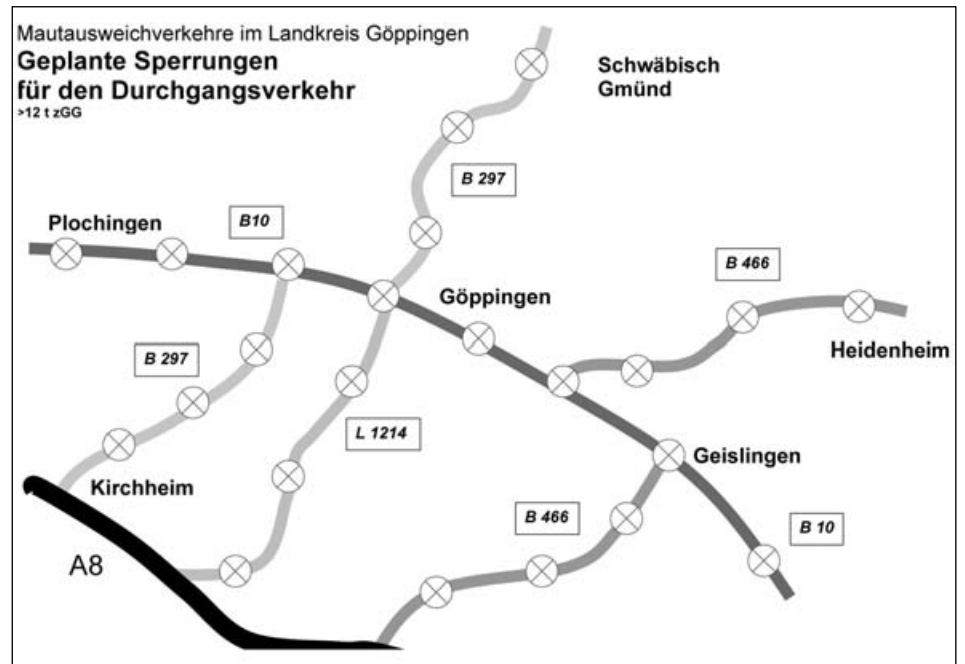 Mautausweichverkehre im Landkreis Göppingen
Geplante Sperrungen
für den Durchgangsverkehr
>12 t zGG
Schwäbisch
Gmünd
B 297
Plochingen
B10
B 466
Göppingen
Heidenheim
B 297
L 1214
Geislingen
Kirchheim
B 466
B 10
A8